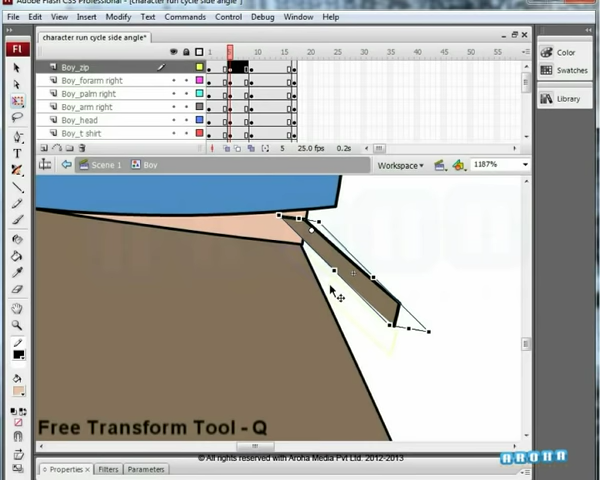 Adobe Flash CS5 Professional - [character run cycle side angle*]
File Edit View Insert Modify Text Commands Control Debug Window Help
Fl
character run cycle side angle*
5 10 15 20 25 30 35 40 45 50 55
Boy_zip
Boy_forarm right
Boy_palm right
Boy_arm right
Boy_head
Boy_t shirt
5 25.0 fps 0.2s
Scene 1 Boy Workspace 1187%
Color
Swatches
Library
Free Transform Tool - Q
© All rights reserved with Aroha Media Pvt Ltd. 2012-2013
AROHA
Properties Filters Parameters